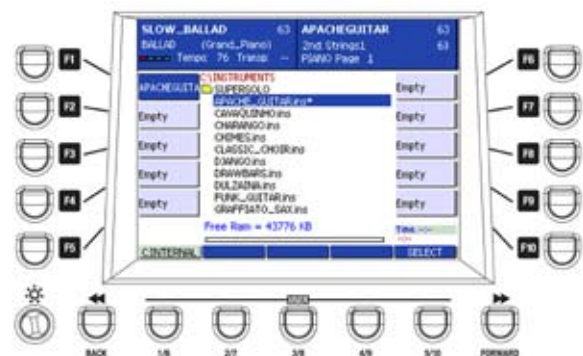 SLOW_BALLAD 63 APACHEGUITAR 63
BALLAD (Grand_Piano) 2nd Strings1 63
Tempo: 76 Transp: -- PIANO Page 1
C:\INSTRUMENTS
APACHEGUITA SUPERSOLO Empty
APACHE_GUITAR.ins*
Empty CAVAQUINHO.ins Empty
CHARANGO.ins
CHIMES.ins
Empty CLASSIC_CHOIR.ins Empty
DJANGO.ins
DRAWBARS.ins
Empty DULZAINA.ins Empty
FUNK_GUITAR.ins
GRAFFIATO_SAX.ins
Free Ram = 43776 KB
Time
C:INTERNAL SELECT
F1
F2
F3
F4
F5
F6
F7
F8
F9
F10
BACK 1/6 2/7 3/8 4/9 5/10 FORWARD